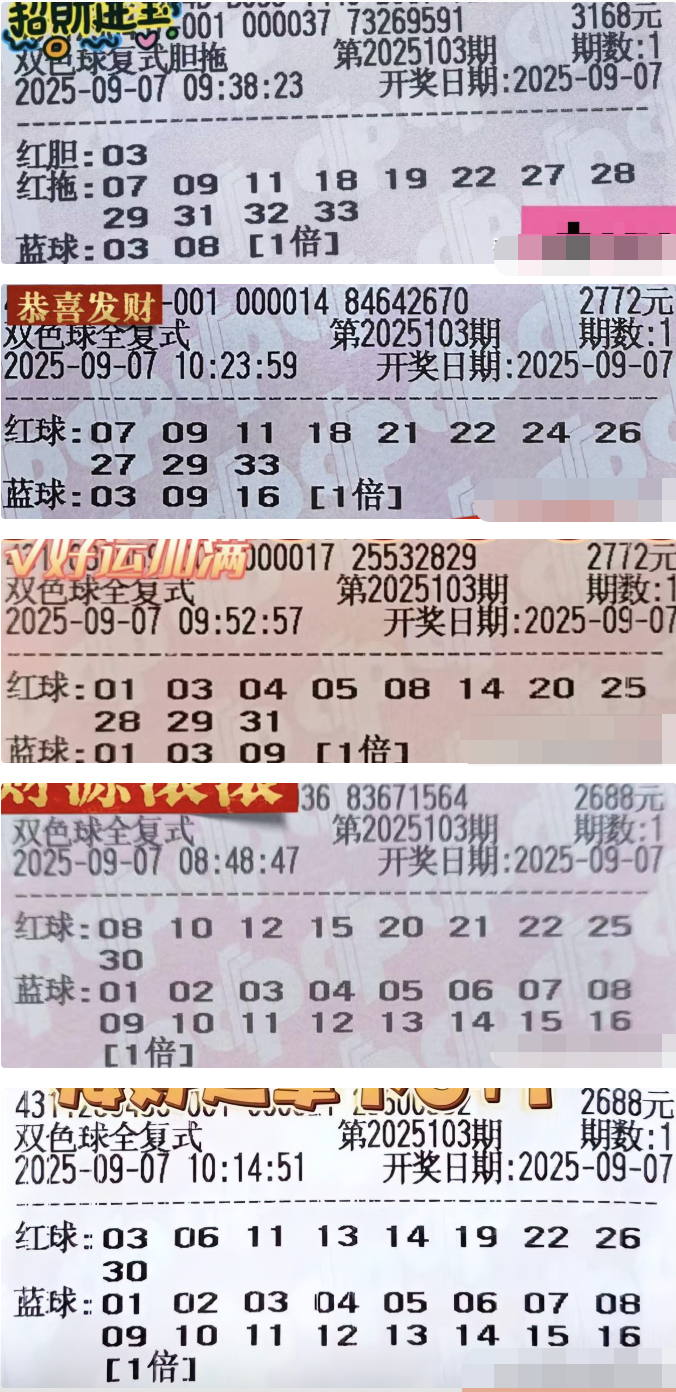 招财进宝
-001 000037 73269591 3168元
双色球复式胆拖 第2025103期 期数:1
2025-09-07 09:38:23 开奖日期:2025-09-07
红胆:03
红拖:07 09 11 18 19 22 27 28
29 31 32 33
蓝球:03 08 [1倍]
恭喜发财
-001 000014 84642670 2772元
双色球全复式 第2025103期 期数:1
2025-09-07 10:23:59 开奖日期:2025-09-07
红球:07 09 11 18 21 22 24 26
27 29 33
蓝球:03 09 16 [1倍]
√好运加满
000017 25532829 2772元
双色球全复式 第2025103期 期数:1
2025-09-07 09:52:57 开奖日期:2025-09-07
红球:01 03 04 05 08 14 20 25
28 29 31
蓝球:01 03 09 [1倍]
财源滚滚
36 83671564 2688元
双色球全复式 第2025103期 期数:1
2025-09-07 08:48:47 开奖日期:2025-09-07
红球:08 10 12 15 20 21 22 25
30
蓝球:01 02 03 04 05 06 07 08
09 10 11 12 13 14 15 16
[1倍]
2688元
双色球全复式 第2025103期 期数:1
2025-09-07 10:14:51 开奖日期:2025-09-07
红球:03 06 11 13 14 19 22 26
30
蓝球:01 02 03 04 05 06 07 08
09 10 11 12 13 14 15 16
[1倍]